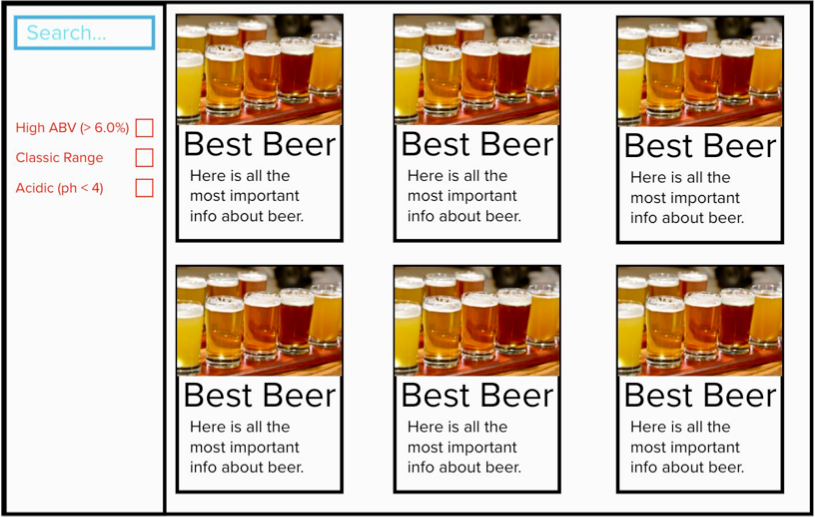 Search...
High ABV (> 6.0%)
Classic Range
Acidic (ph < 4)
Best Beer
Here is all the
most important
info about beer.
Best Beer
Here is all the
most important
info about beer.
Best Beer
Here is all the
most important
info about beer.
Best Beer
Here is all the
most important
info about beer.
Best Beer
Here is all the
most important
info about beer.
Best Beer
Here is all the
most important
info about beer.